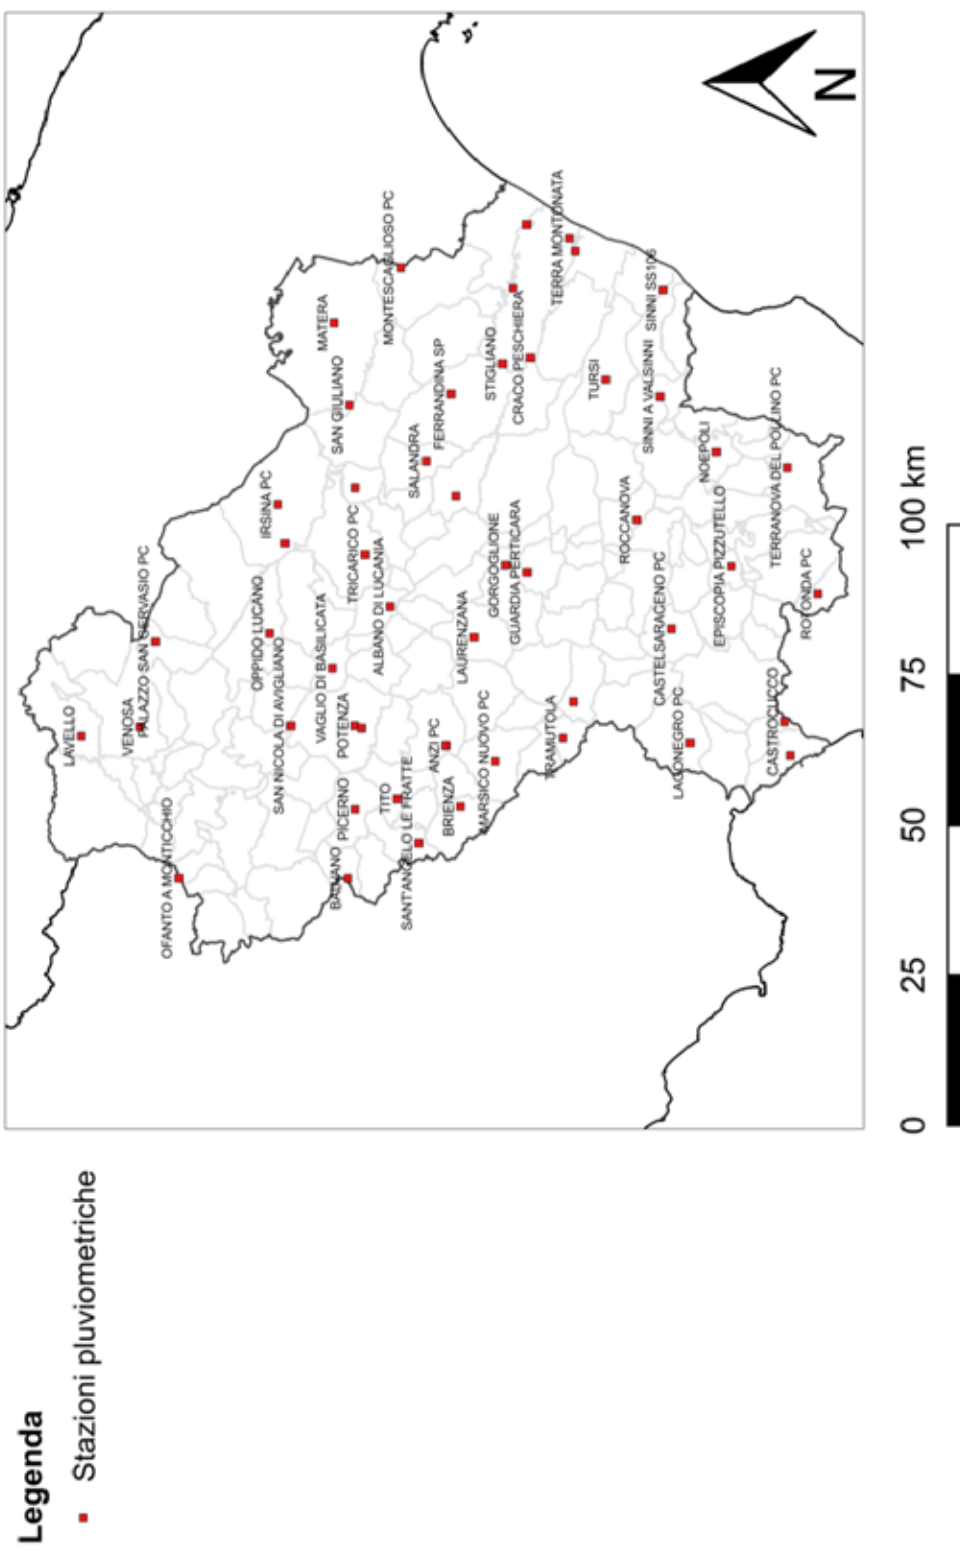 LAVELLO
VENOSA
PALAZZO SAN GERVASIO PC
OFANTO A MONTICCHIO
OPPIDO LUCANO
IRSINA PC
SAN NICOLA DI AVIGLIANO
VAGLIO DI BASILICATA
MATERA
SAN GIULIANO
BALVANO
PICERNO
POTENZA
TRICARICO PC
ALBANO DI LUCANIA
MONTESCAGLIOSO PC
TITO
SANT'ANGELO LE FRATTE
SALANDRA
FERRANDINA SP
ANZI PC
BRIENZA
LAURENZANA
MARSICO NUOVO PC
GORGOGLIONE
STIGLIANO
GUARDIA PERTICARA
CRACO PESCHIERA
TERRA MONTONATA
TRAMUTOLA
TURSI
ROCCANOVA
SINNI A VALSINNI
SINNI SS106
CASTELSARACENO PC
LAGONEGRO PC
NOEPOLI
EPISCOPIA PIZZUTELLO
CASTROCUCCO
TERRANOVA DEL POLLINO PC
ROTONDA PC
N
Legenda
Stazioni pluviometriche
0 25 50 75 100 km